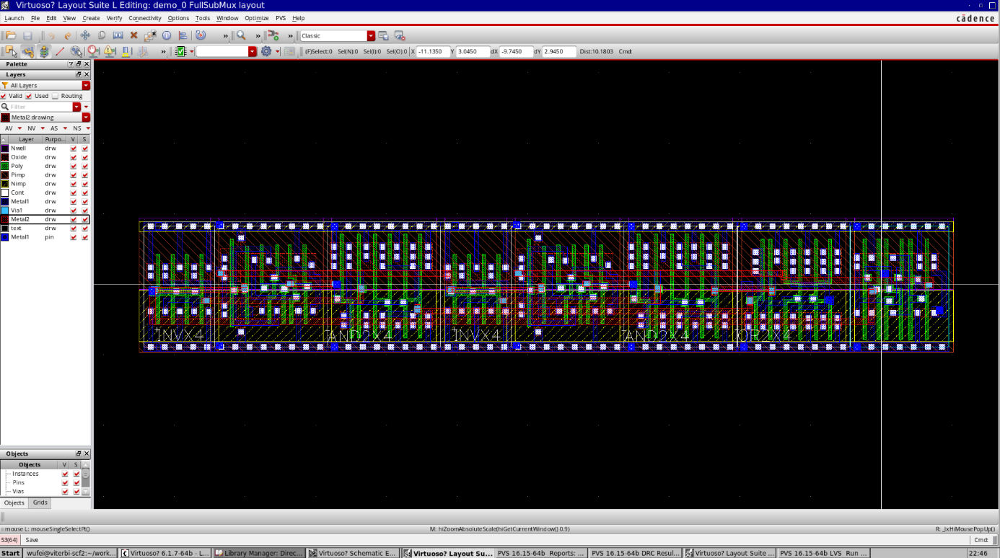 Virtuoso? Layout Suite L Editing: demo_0 FullSubMux layout
Launch File Edit View Create Verify Connectivity Options Tools Window Optimize PVS Help
cādence
» » » Classic
» (F)Select:0 Sel(N):0 Sel(I):0 Sel(O):0 X -11.1350 Y 3.0450 dX -9.7450 dY 2.9450 Dist:10.1803 Cmd:
Palette
Layers
All Layers
Valid Used Routing
Filter
Metal2 drawing
AV NV AS NS
Layer Purpo... V S
Nwell drw
Oxide drw
Poly drw
Pimp drw
Nimp drw
Cont drw
Metal1 drw
Via1 drw
Metal2 drw
text drw
Metal1 pin
INVX4 AND2X4 INVX4 AND2X4 OR2X4
Objects
Objects V S
Instances
Pins
Vias
Objects Grids
mouse L: mouseSingleSelectPt() M: hiZoomAbsoluteScale(hiGetCurrentWindow() 0.9) R: _lxHiMousePopUp()
53(64) Save Cmd:
Start wufei@viterbi-scf2:~/work... Virtuoso? 6.1.7-64b - L... Library Manager: Direc... Virtuoso? Schematic E... Virtuoso? Layout Su... PVS 16.15-64b Reports: ... PVS 16.15-64b DRC Resul... Virtuoso? Layout Suite ... PVS 16.15-64b LVS Run ... 22:46